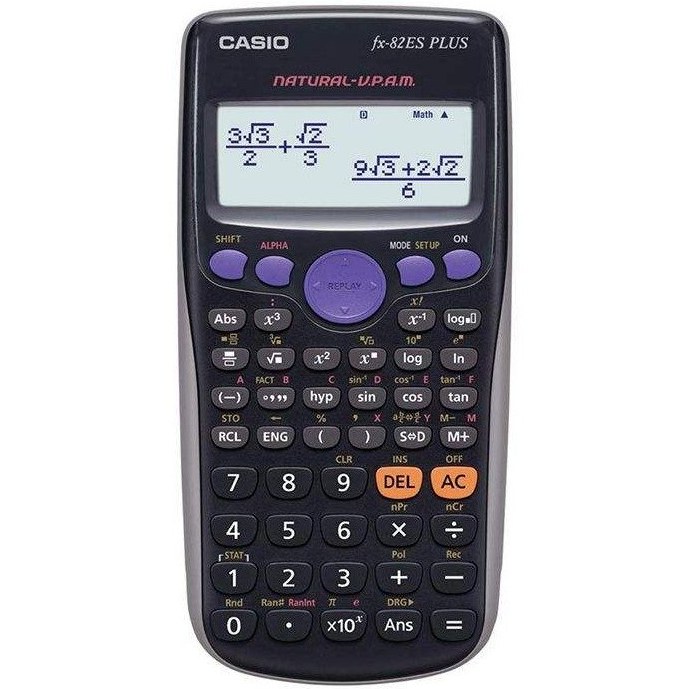 CASIO fx-82ES PLUS
NATURAL-V.P.A.M.
D Math ▲
3√3/2+√2/3
9√3+2√2/6
SHIFT ALPHA MODE SETUP ON
REPLAY
: x!
Abs x³ x⁻¹ log■□
³√ ˣ√□ 10■ e■
√■ x² x■ log ln
A FACT B C sin⁻¹ D cos⁻¹ E tan⁻¹ F
(−) °,,, hyp sin cos tan
STO ← % , X a b/c⇔d/c Y M− M
RCL ENG ( ) S⇔D M+
CLR INS OFF
7 8 9 DEL AC
nPr nCr
4 5 6 × ÷
[STAT] Pol Rec
1 2 3 + −
Rnd Ran# RanInt π e DRG▶
0 . ×10ˣ Ans =